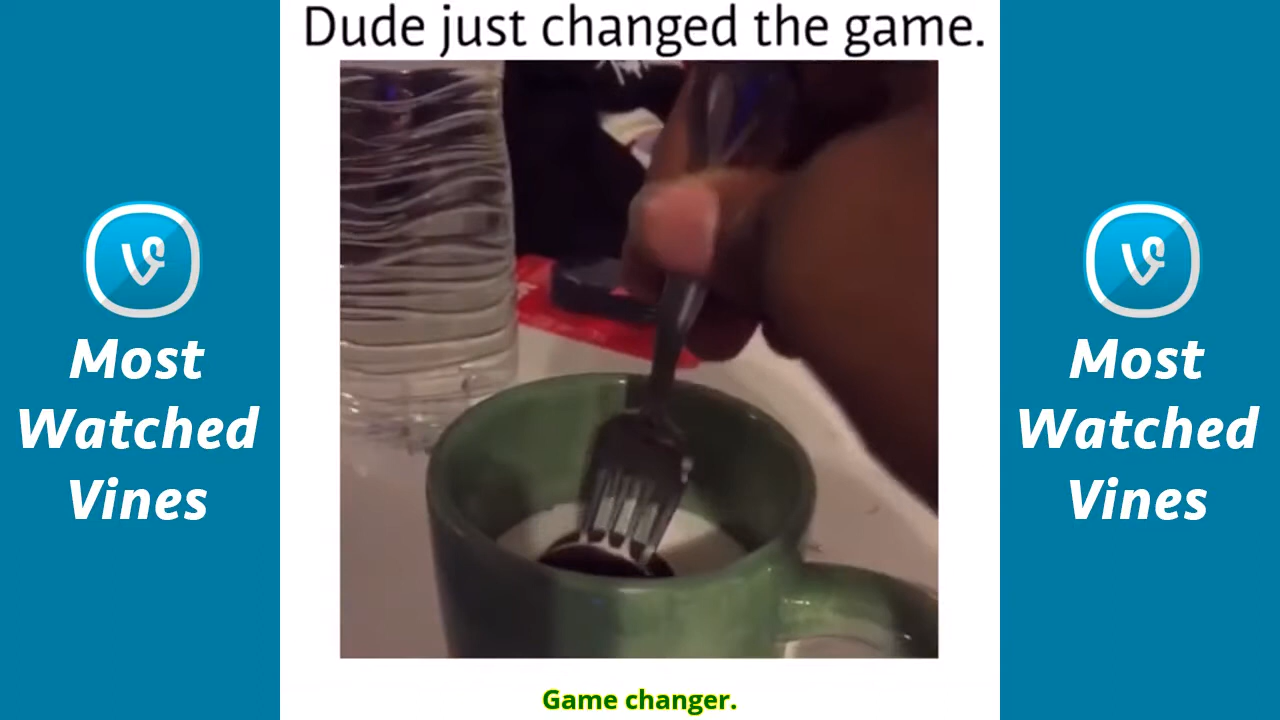 Dude just changed the game.
Most
Watched
Vines
Most
Watched
Vines
Game changer.